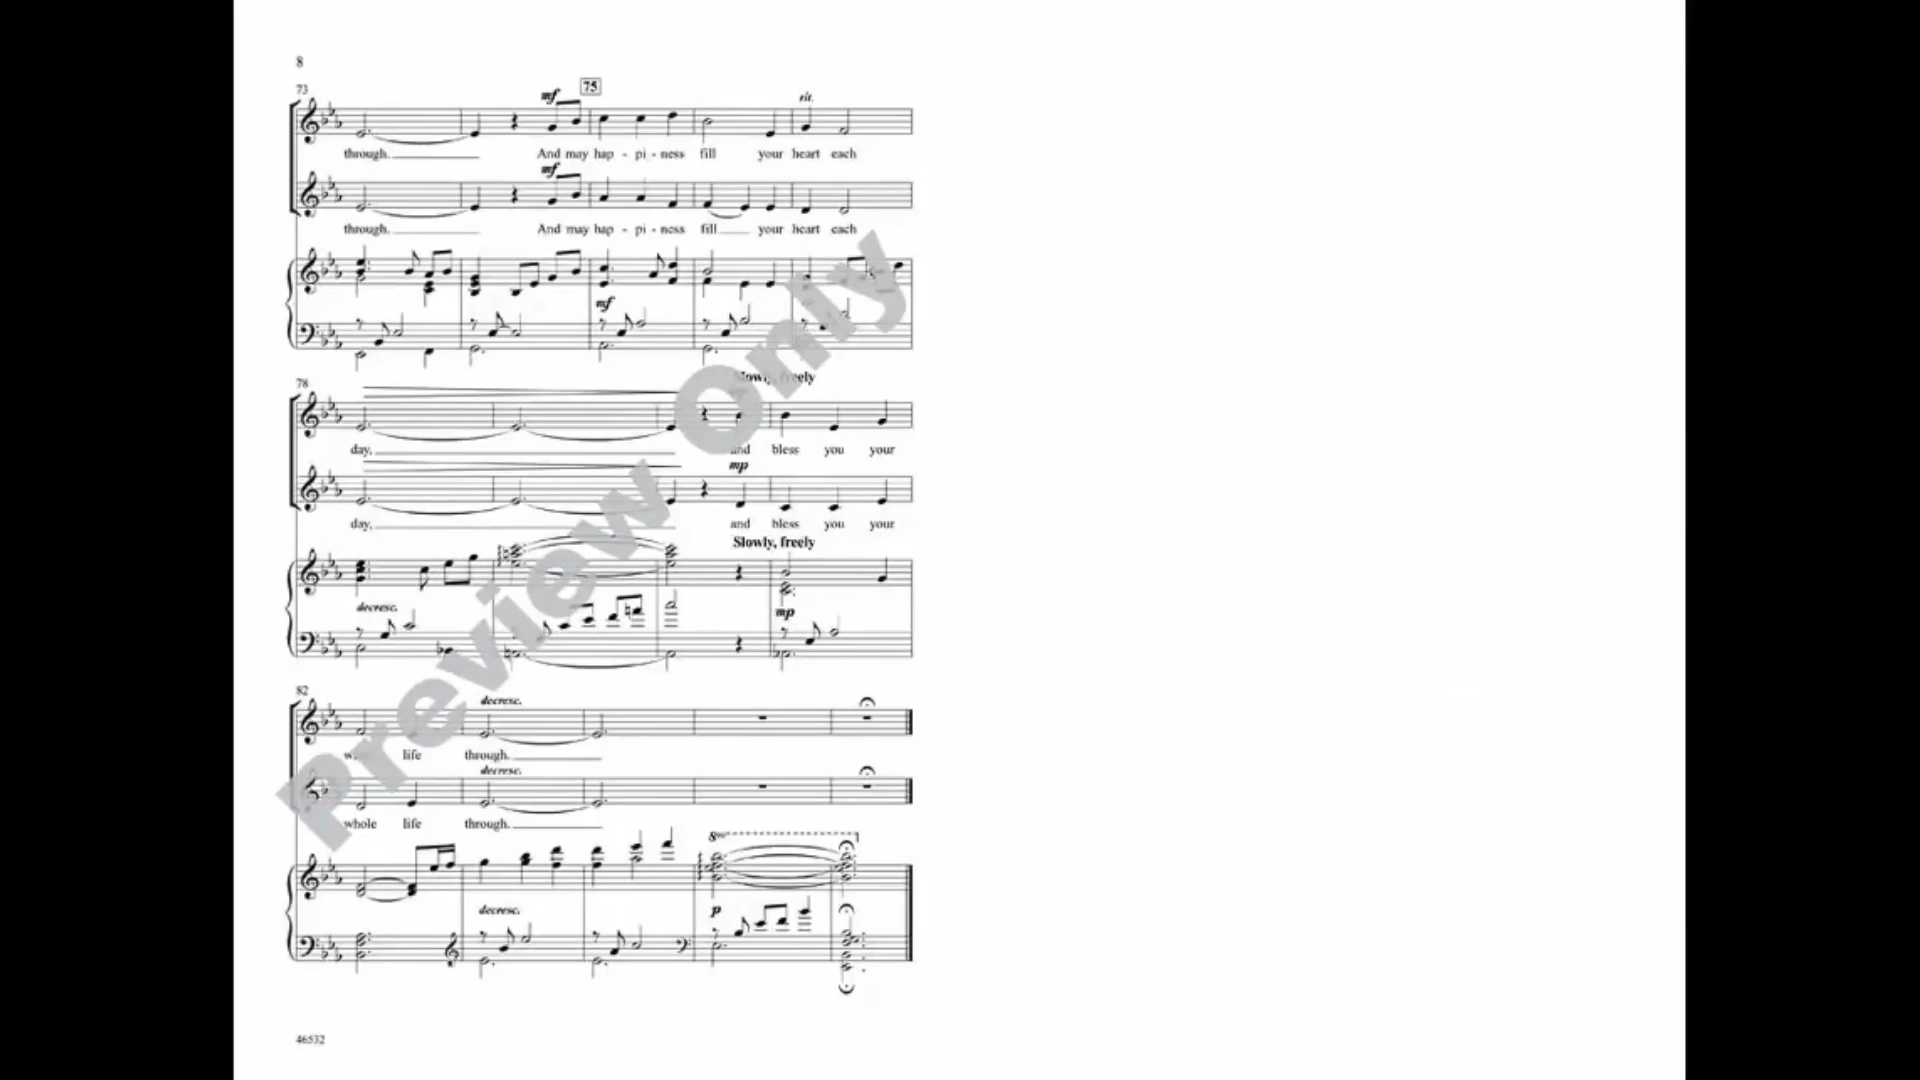 8
73
mf
75
rit.
through. And may hap - pi - ness fill your heart each
mf
through. And may hap - pi - ness fill your heart each
mf
78
Slowly, freely
day, and bless you your
mp
day, and bless you your
Slowly, freely
decresc.
mp
82
decresc.
life through.
decresc.
whole life through.
8va
decresc.
p
46532
Preview Only